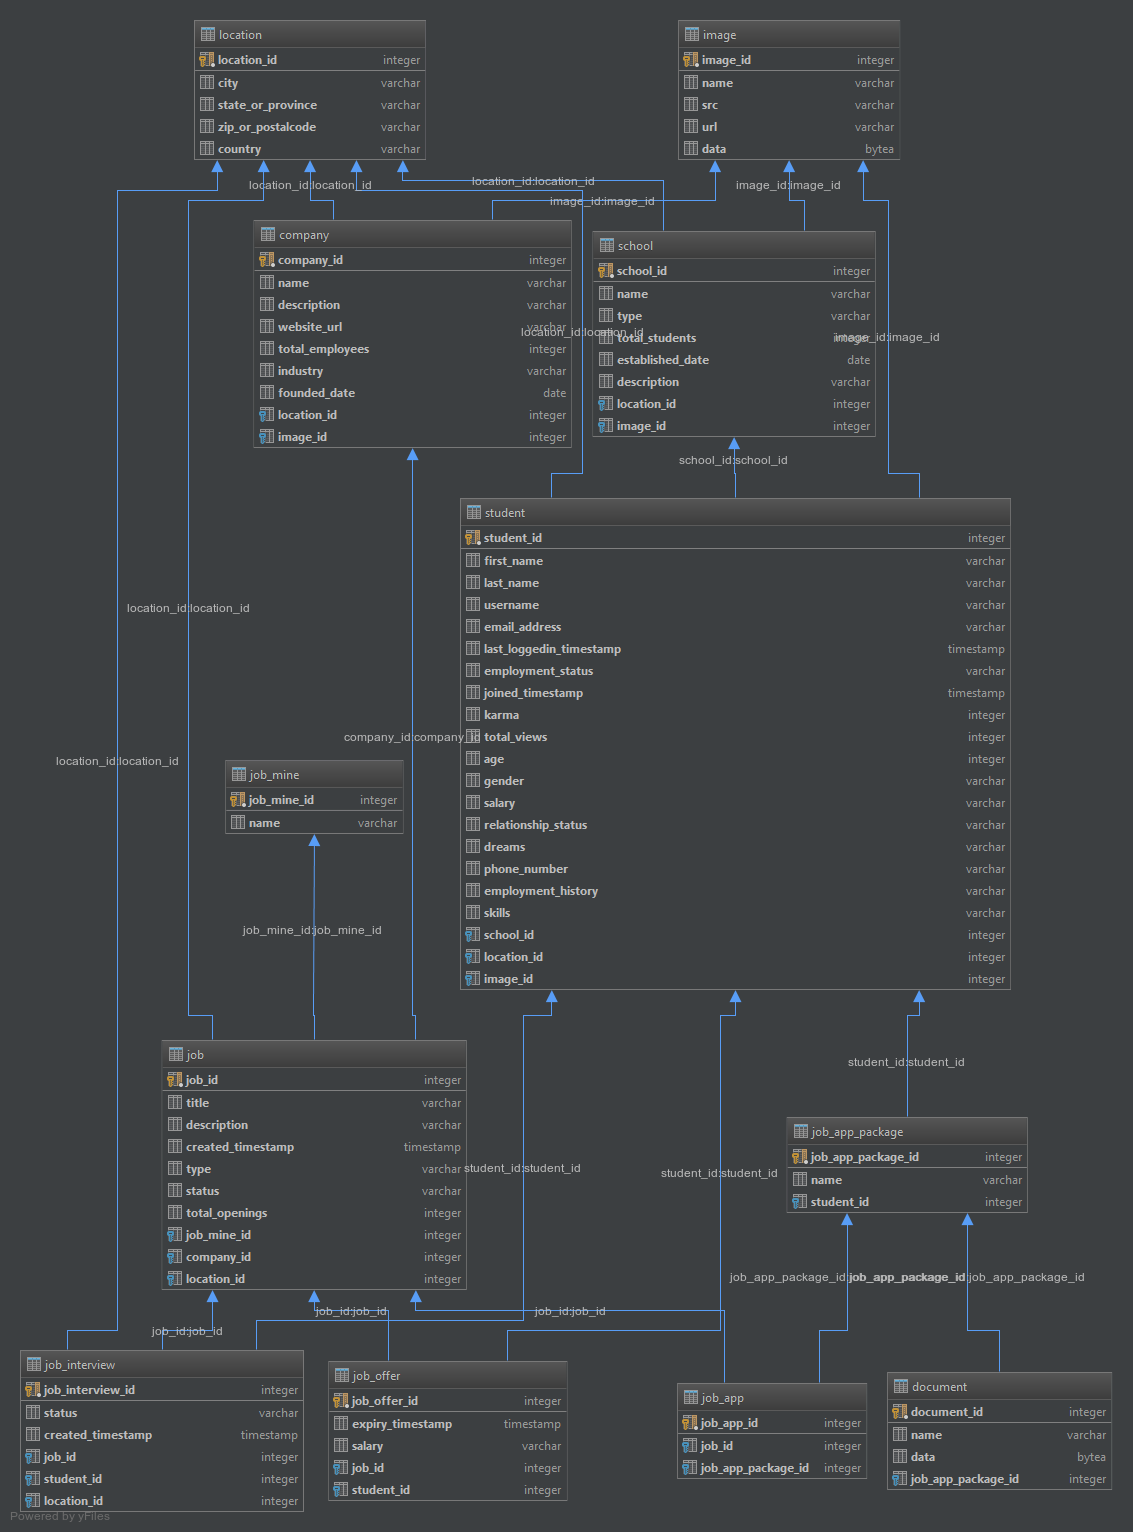 location
location_id integer
city varchar
state_or_province varchar
zip_or_postalcode varchar
country varchar
image
image_id integer
name varchar
src varchar
url varchar
data bytea
location_id:location_id
location_id:location_id
image_id:image_id
image_id:image_id
company
company_id integer
name varchar
description varchar
website_url varchar
total_employees integer
industry varchar
founded_date date
location_id integer
image_id integer
location_id:location_id
school
school_id integer
name varchar
type varchar
total_students integer
established_date date
description varchar
location_id integer
image_id integer
image_id:image_id
school_id:school_id
student
student_id integer
first_name varchar
last_name varchar
username varchar
email_address varchar
last_loggedin_timestamp timestamp
employment_status varchar
joined_timestamp timestamp
karma integer
total_views integer
age integer
gender varchar
salary varchar
relationship_status varchar
dreams varchar
phone_number varchar
employment_history varchar
skills varchar
school_id integer
location_id integer
image_id integer
location_id:location_id
company_id:company_id
location_id:location_id
job_mine
job_mine_id integer
name varchar
job_mine_id:job_mine_id
job
job_id integer
title varchar
description varchar
created_timestamp timestamp
type varchar
status varchar
total_openings integer
job_mine_id integer
company_id integer
location_id integer
student_id:student_id
student_id:student_id
student_id:student_id
job_app_package
job_app_package_id integer
name varchar
student_id integer
job_app_package_id:job_app_package_id
job_app_package_id:job_app_package_id
job_id:job_id
job_id:job_id
job_id:job_id
job_interview
job_interview_id integer
status varchar
created_timestamp timestamp
job_id integer
student_id integer
location_id integer
job_offer
job_offer_id integer
expiry_timestamp timestamp
salary varchar
job_id integer
student_id integer
job_app
job_app_id integer
job_id integer
job_app_package_id integer
document
document_id integer
name varchar
data bytea
job_app_package_id integer
Powered by yFiles